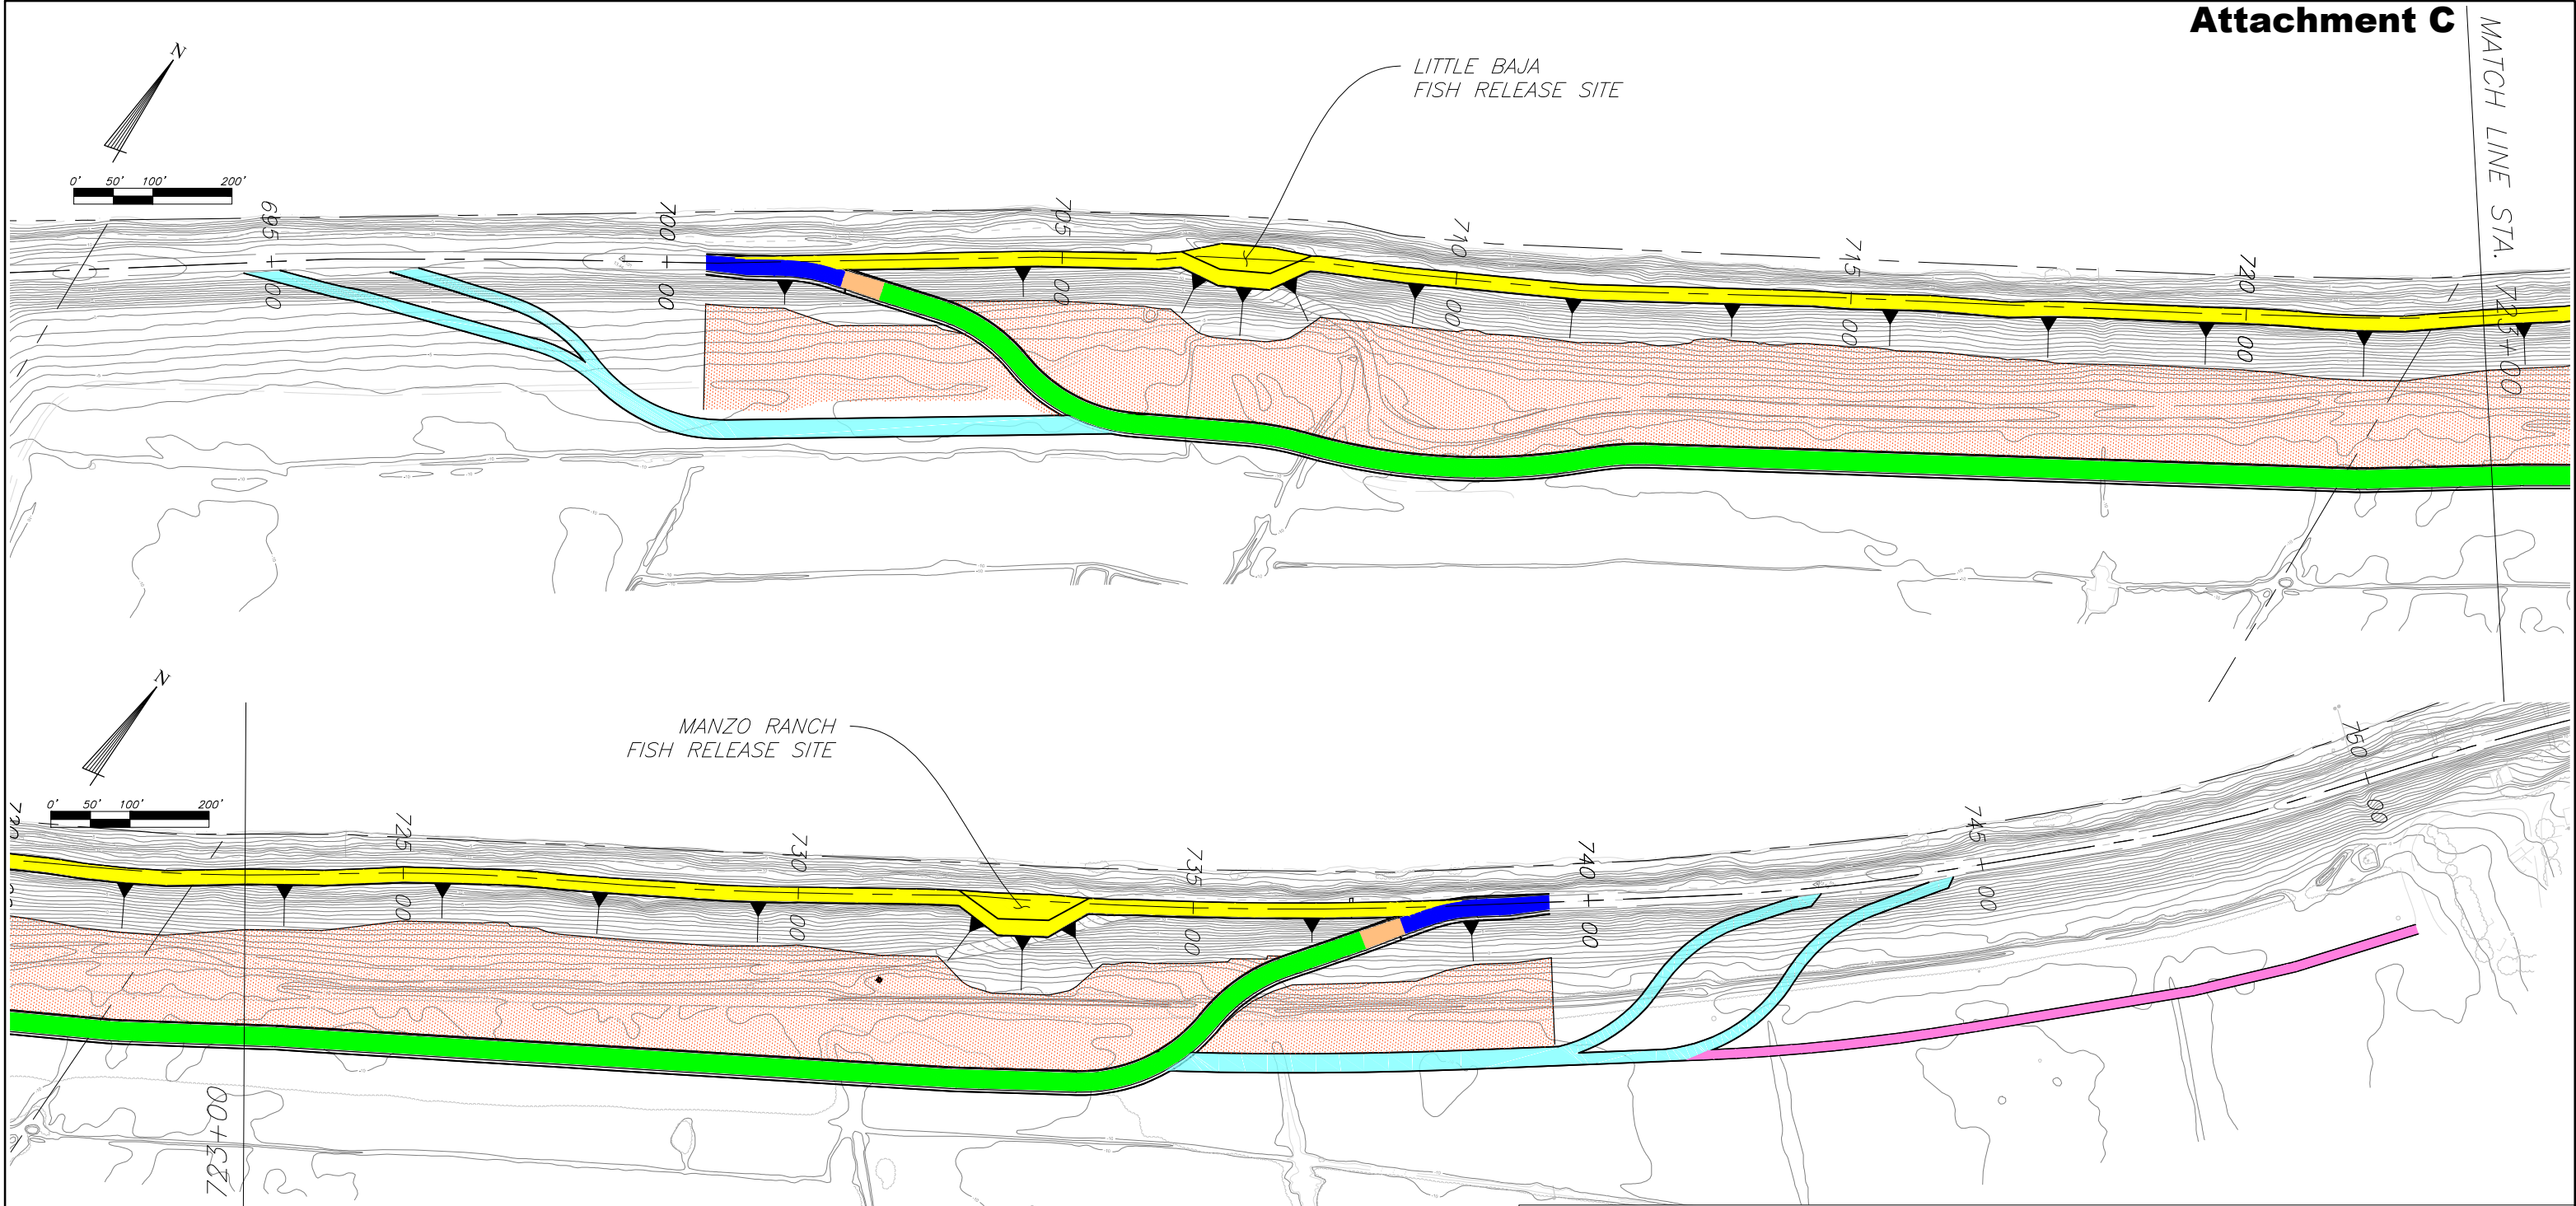 Attachment C
MATCH LINE STA. 723+00
N
0' 50' 100' 200'
LITTLE BAJA
FISH RELEASE SITE
695 00
700 00
705 00
710 00
715 00
720 00
N
0' 50' 100' 200'
MANZO RANCH
FISH RELEASE SITE
720
725 00
730 00
735 00
740 00
745 00
750 00
723+00